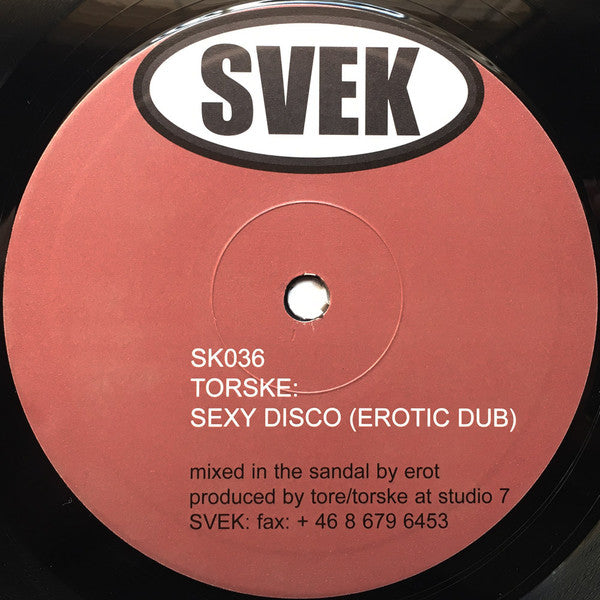 SVEK
SK036
TORSKE:
SEXY DISCO (EROTIC DUB)
mixed in the sandal by erot
produced by tore/torske at studio 7
SVEK: fax: + 46 8 679 6453